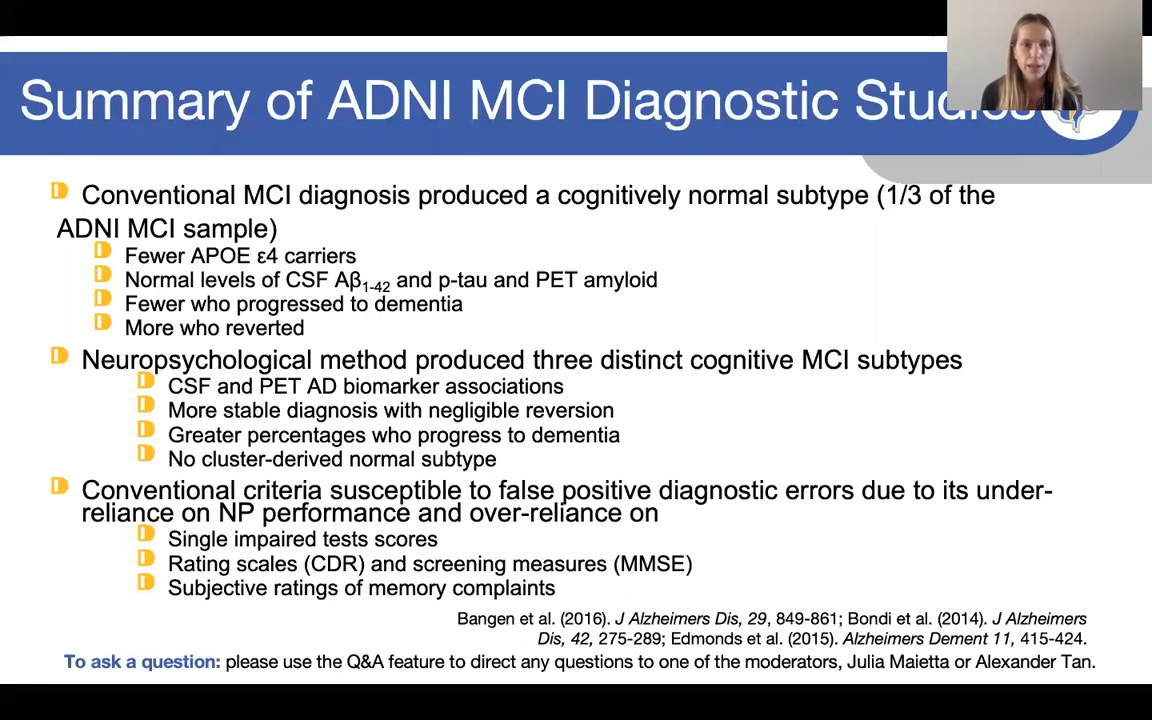 Summary of ADNI MCI Diagnostic Studies
Conventional MCI diagnosis produced a cognitively normal subtype (1/3 of the
ADNI MCI sample)
Fewer APOE ε4 carriers
Normal levels of CSF Aβ1-42 and p-tau and PET amyloid
Fewer who progressed to dementia
More who reverted
Neuropsychological method produced three distinct cognitive MCI subtypes
CSF and PET AD biomarker associations
More stable diagnosis with negligible reversion
Greater percentages who progress to dementia
No cluster-derived normal subtype
Conventional criteria susceptible to false positive diagnostic errors due to its under-
reliance on NP performance and over-reliance on
Single impaired tests scores
Rating scales (CDR) and screening measures (MMSE)
Subjective ratings of memory complaints
Bangen et al. (2016). J Alzheimers Dis, 29, 849-861; Bondi et al. (2014). J Alzheimers
Dis, 42, 275-289; Edmonds et al. (2015). Alzheimers Dement 11, 415-424.
To ask a question: please use the Q&A feature to direct any questions to one of the moderators, Julia Maietta or Alexander Tan.